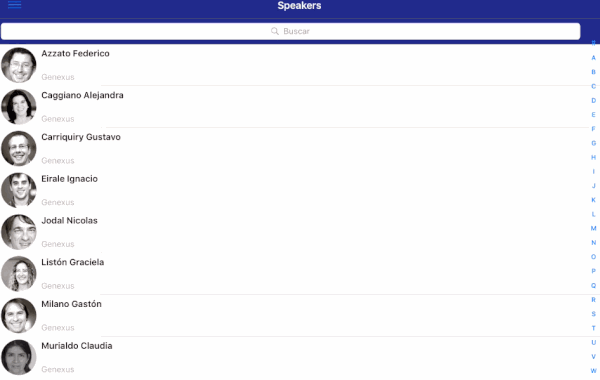 Speakers
Buscar
Azzato Federico
Genexus
Caggiano Alejandra
Genexus
Carriquiry Gustavo
Genexus
Eirale Ignacio
Genexus
Jodal Nicolas
Genexus
Listón Graciela
Genexus
Milano Gastón
Genexus
Murialdo Claudia
Genexus
A
B
C
D
E
F
G
H
I
J
K
L
M
N
O
P
Q
R
S
T
U
V
W